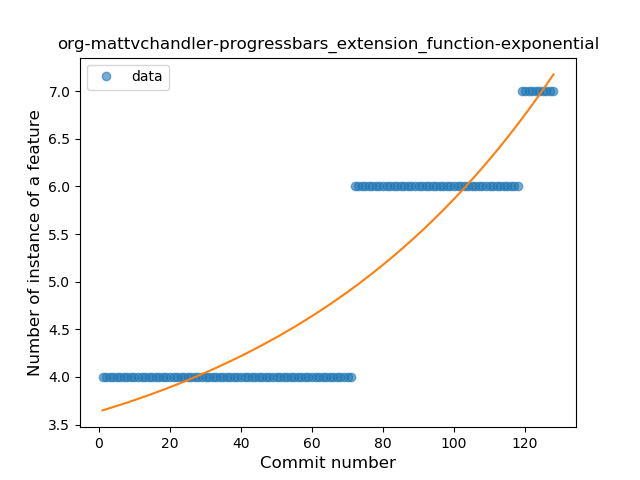 org-mattvchandler-progressbars_extension_function-exponential
data
Number of instance of a feature
7.0
6.5
6.0
5.5
5.0
4.5
4.0
3.5
0 20 40 60 80 100 120
Commit number